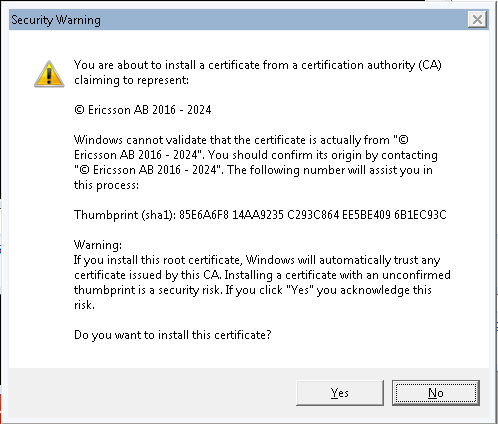 Security Warning
You are about to install a certificate from a certification authority (CA)
claiming to represent:
© Ericsson AB 2016 - 2024
Windows cannot validate that the certificate is actually from "©
Ericsson AB 2016 - 2024". You should confirm its origin by contacting
"© Ericsson AB 2016 - 2024". The following number will assist you in
this process:
Thumbprint (sha1): 85E6A6F8 14AA9235 C293C864 EE5BE409 6B1EC93C
Warning:
If you install this root certificate, Windows will automatically trust any
certificate issued by this CA. Installing a certificate with an unconfirmed
thumbprint is a security risk. If you click "Yes" you acknowledge this
risk.
Do you want to install this certificate?
Yes
No